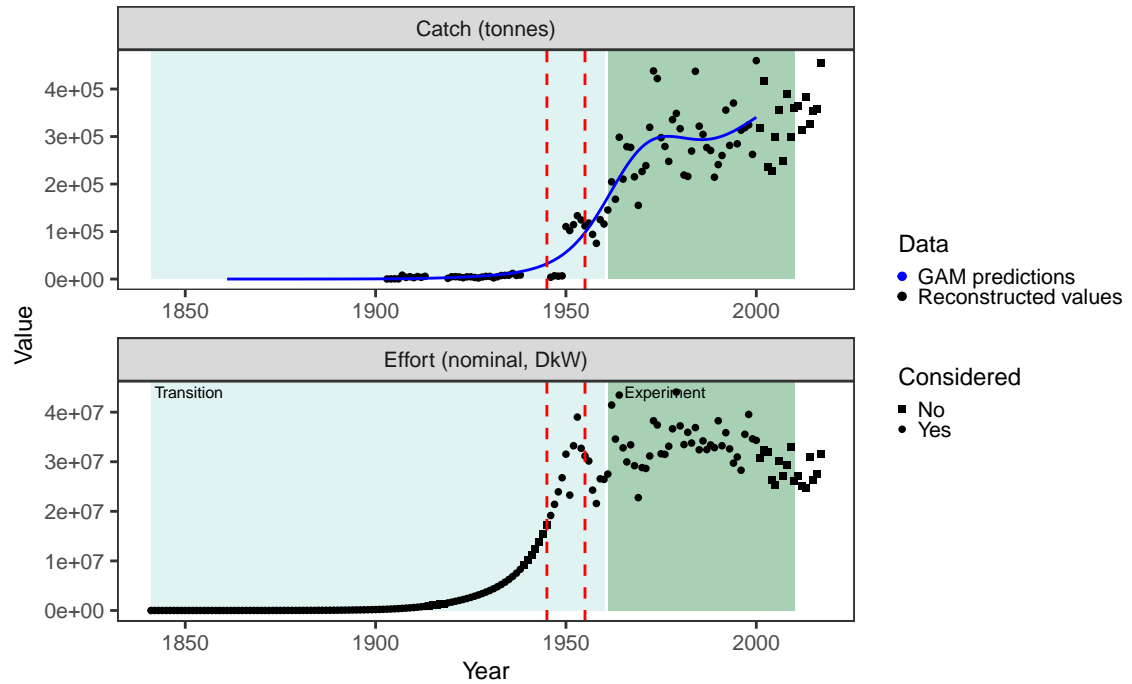 Catch (tonnes)
4e+05
3e+05
2e+05
1e+05
0e+00
1850 1900 1950 2000
Value
Effort (nominal, DkW)
Transition Experiment
4e+07
3e+07
2e+07
1e+07
0e+00
1850 1900 1950 2000
Year
Data
GAM predictions
Reconstructed values
Considered
No
Yes